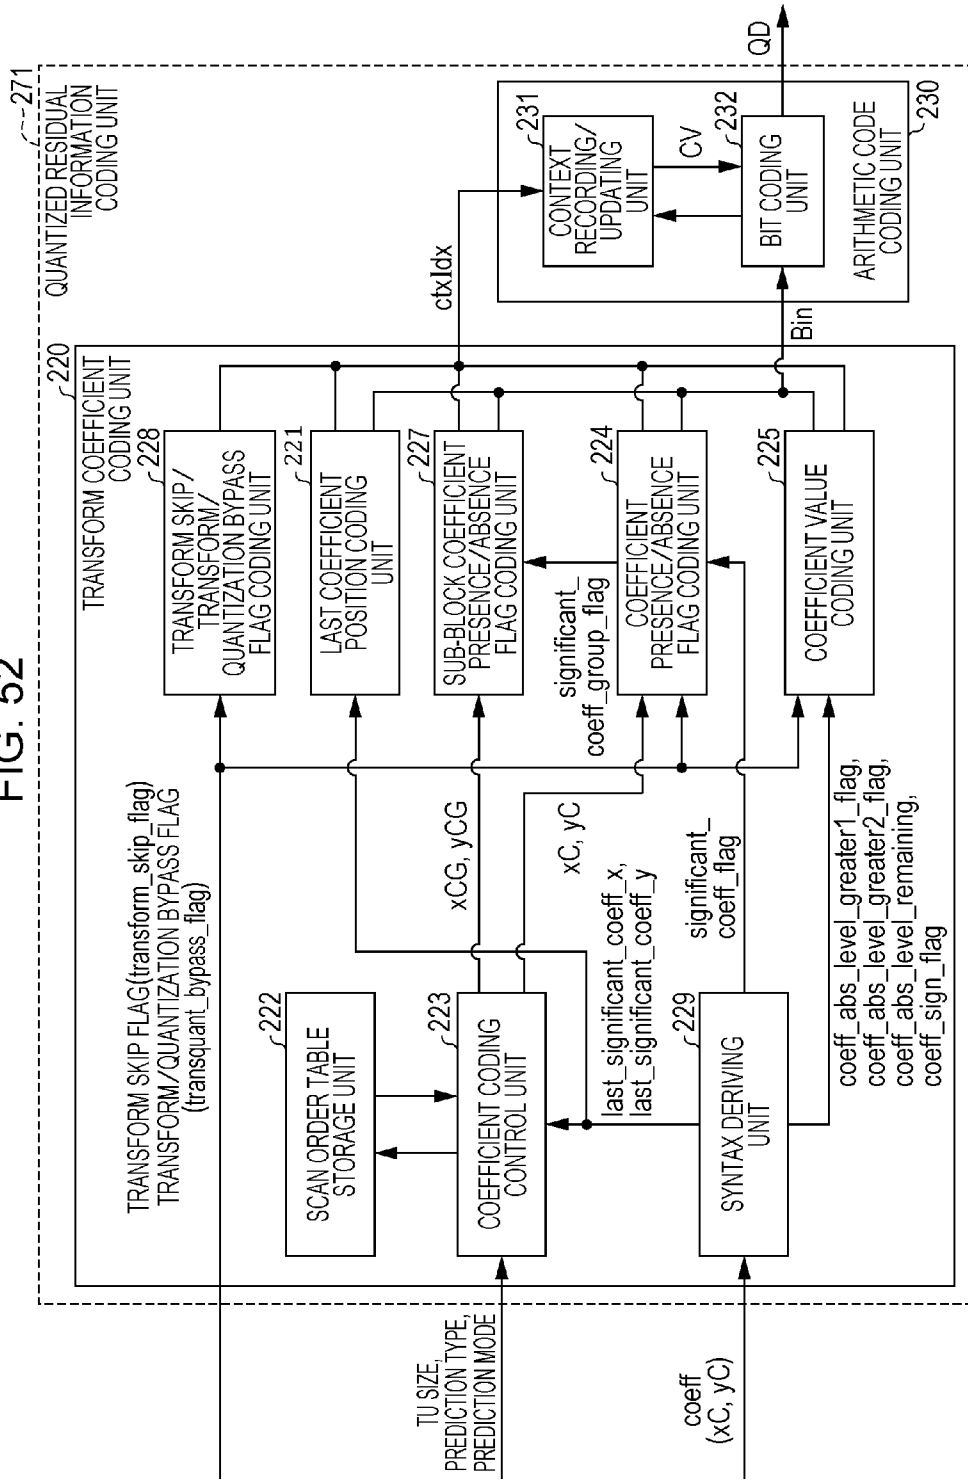 FIG. 52
271
QUANTIZED RESIDUAL
INFORMATION
CODING UNIT
220
TRANSFORM COEFFICIENT
CODING UNIT
TRANSFORM SKIP FLAG(transform_skip_flag)
TRANSFORM/QUANTIZATION BYPASS FLAG
(transquant_bypass_flag)
228
TRANSFORM SKIP/
TRANSFORM/
QUANTIZATION BYPASS
FLAG CODING UNIT
221
LAST COEFFICIENT
POSITION CODING
UNIT
222
SCAN ORDER TABLE
STORAGE UNIT
227
SUB-BLOCK COEFFICIENT
PRESENCE/ABSENCE
FLAG CODING UNIT
xCG, yCG
TU SIZE,
PREDICTION TYPE,
PREDICTION MODE
223
COEFFICIENT CODING
CONTROL UNIT
xC, yC
significant_
coeff_group_flag
224
COEFFICIENT
PRESENCE/ABSENCE
FLAG CODING UNIT
last_significant_coeff_x,
last_significant_coeff_y
significant_
coeff_flag
coeff
(xC, yC)
229
SYNTAX DERIVING
UNIT
225
COEFFICIENT VALUE
CODING UNIT
coeff_abs_level_greater1_flag,
coeff_abs_level_greater2_flag,
coeff_abs_level_remaining,
coeff_sign_flag
ctxIdx
Bin
231
CONTEXT
RECORDING/
UPDATING
UNIT
CV
232
BIT CODING
UNIT
ARITHMETIC CODE
CODING UNIT
230
QD